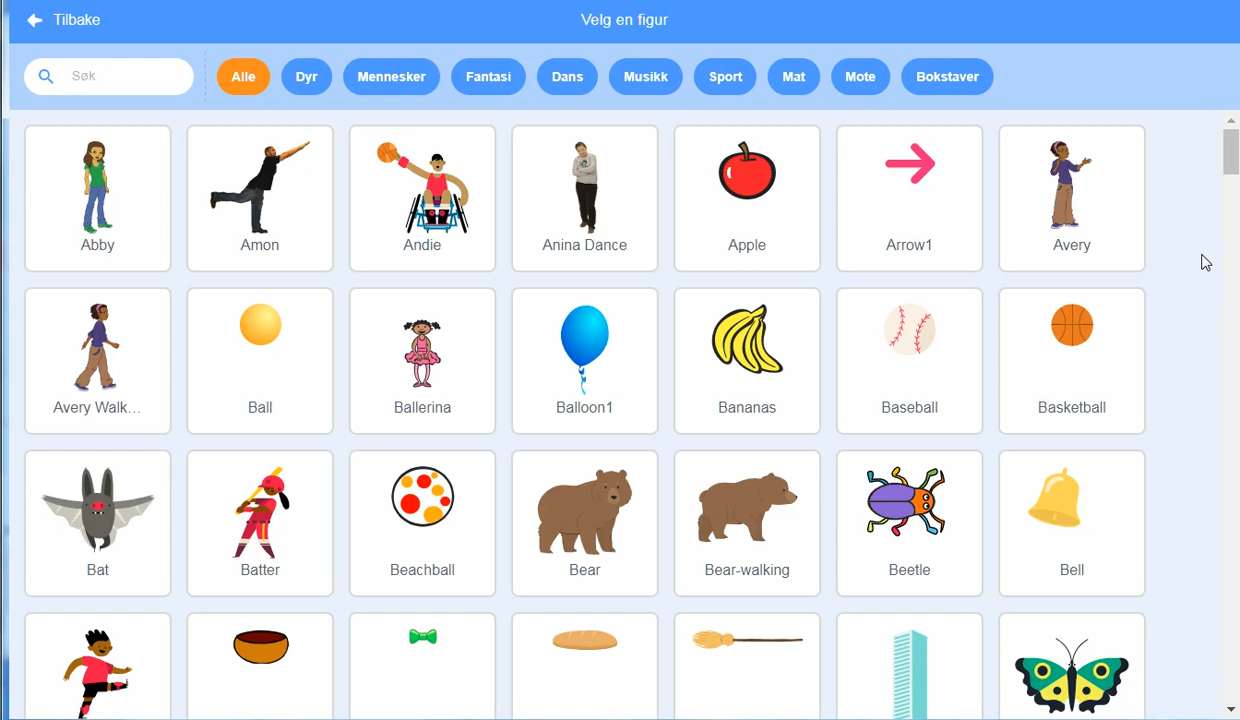 Tilbake
Velg en figur
Søk
Alle
Dyr
Mennesker
Fantasi
Dans
Musikk
Sport
Mat
Mote
Bokstaver
Abby
Amon
Andie
Anina Dance
Apple
Arrow1
Avery
Avery Walk...
Ball
Ballerina
Balloon1
Bananas
Baseball
Basketball
Bat
Batter
Beachball
Bear
Bear-walking
Beetle
Bell